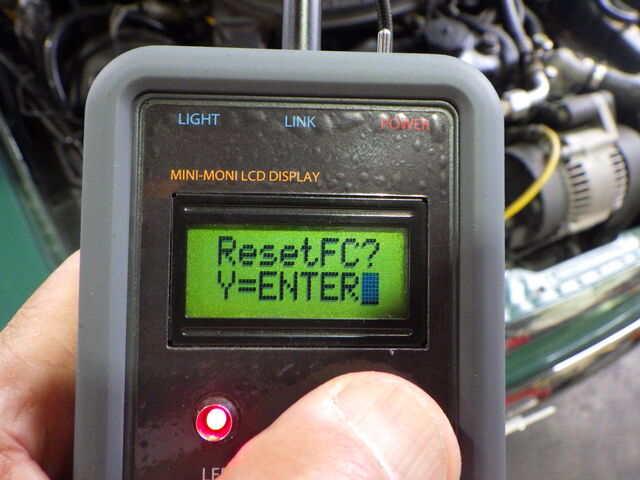 LIGHT LINK POWER
MINI-MONI LCD DISPLAY
ResetFC?
Y=ENTER